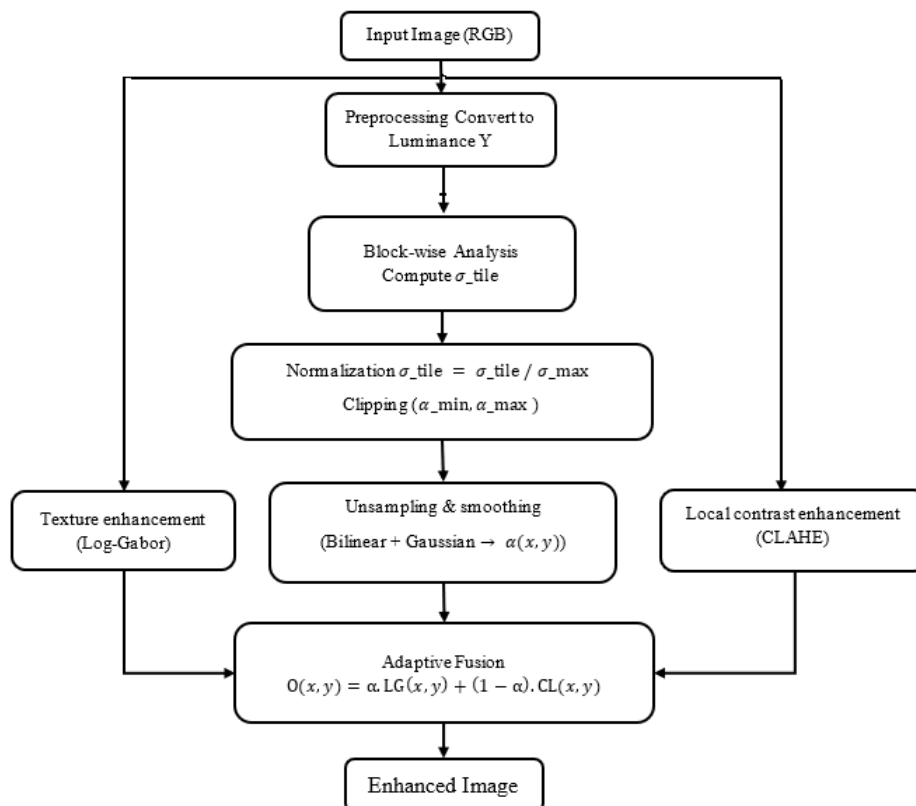 Input Image (RGB)
Preprocessing Convert to
Luminance Y
Block-wise Analysis
Compute σ_tile
Normalization σ_tile = σ_tile / σ_max
Clipping (α_min, α_max )
Unsampling & smoothing
(Bilinear + Gaussian → α(x, y))
Texture enhancement
(Log-Gabor)
Local contrast enhancement
(CLAHE)
Adaptive Fusion
O(x, y) = α. LG(x, y) + (1 − α). CL(x, y)
Enhanced Image